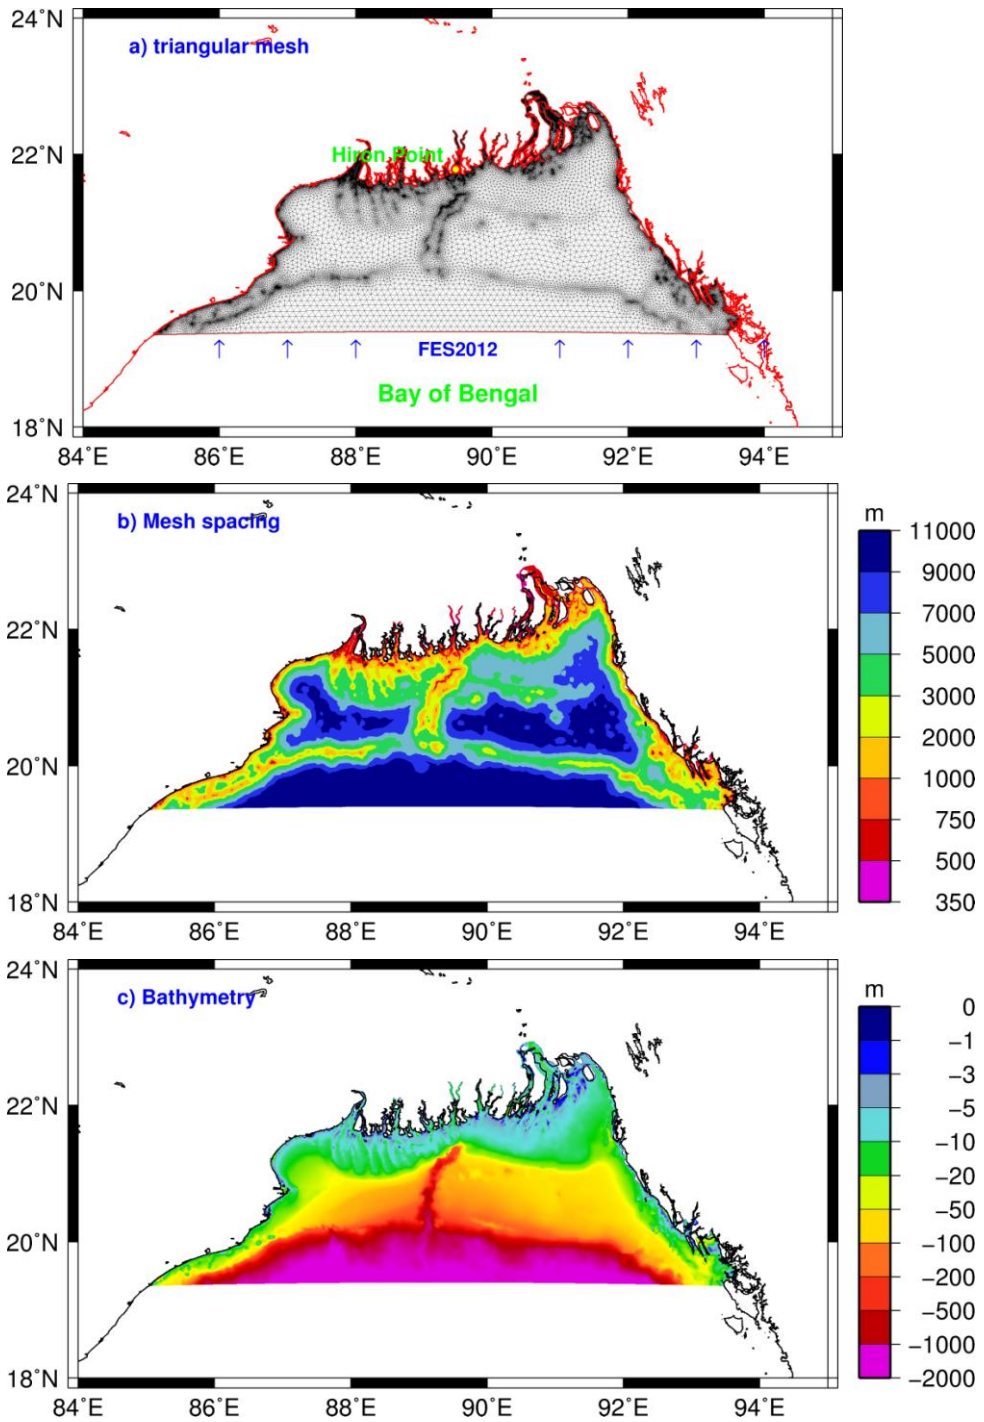 24°N
a) triangular mesh
22°N
Hiron Point
20°N
FES2012
Bay of Bengal
18°N
84°E 86°E 88°E 90°E 92°E 94°E
24°N
b) Mesh spacing
22°N
20°N
18°N
84°E 86°E 88°E 90°E 92°E 94°E
m
11000
9000
7000
5000
3000
2000
1000
750
500
350
24°N
c) Bathymetry
22°N
20°N
18°N
84°E 86°E 88°E 90°E 92°E 94°E
m
0
−1
−3
−5
−10
−20
−50
−100
−200
−500
−1000
−2000